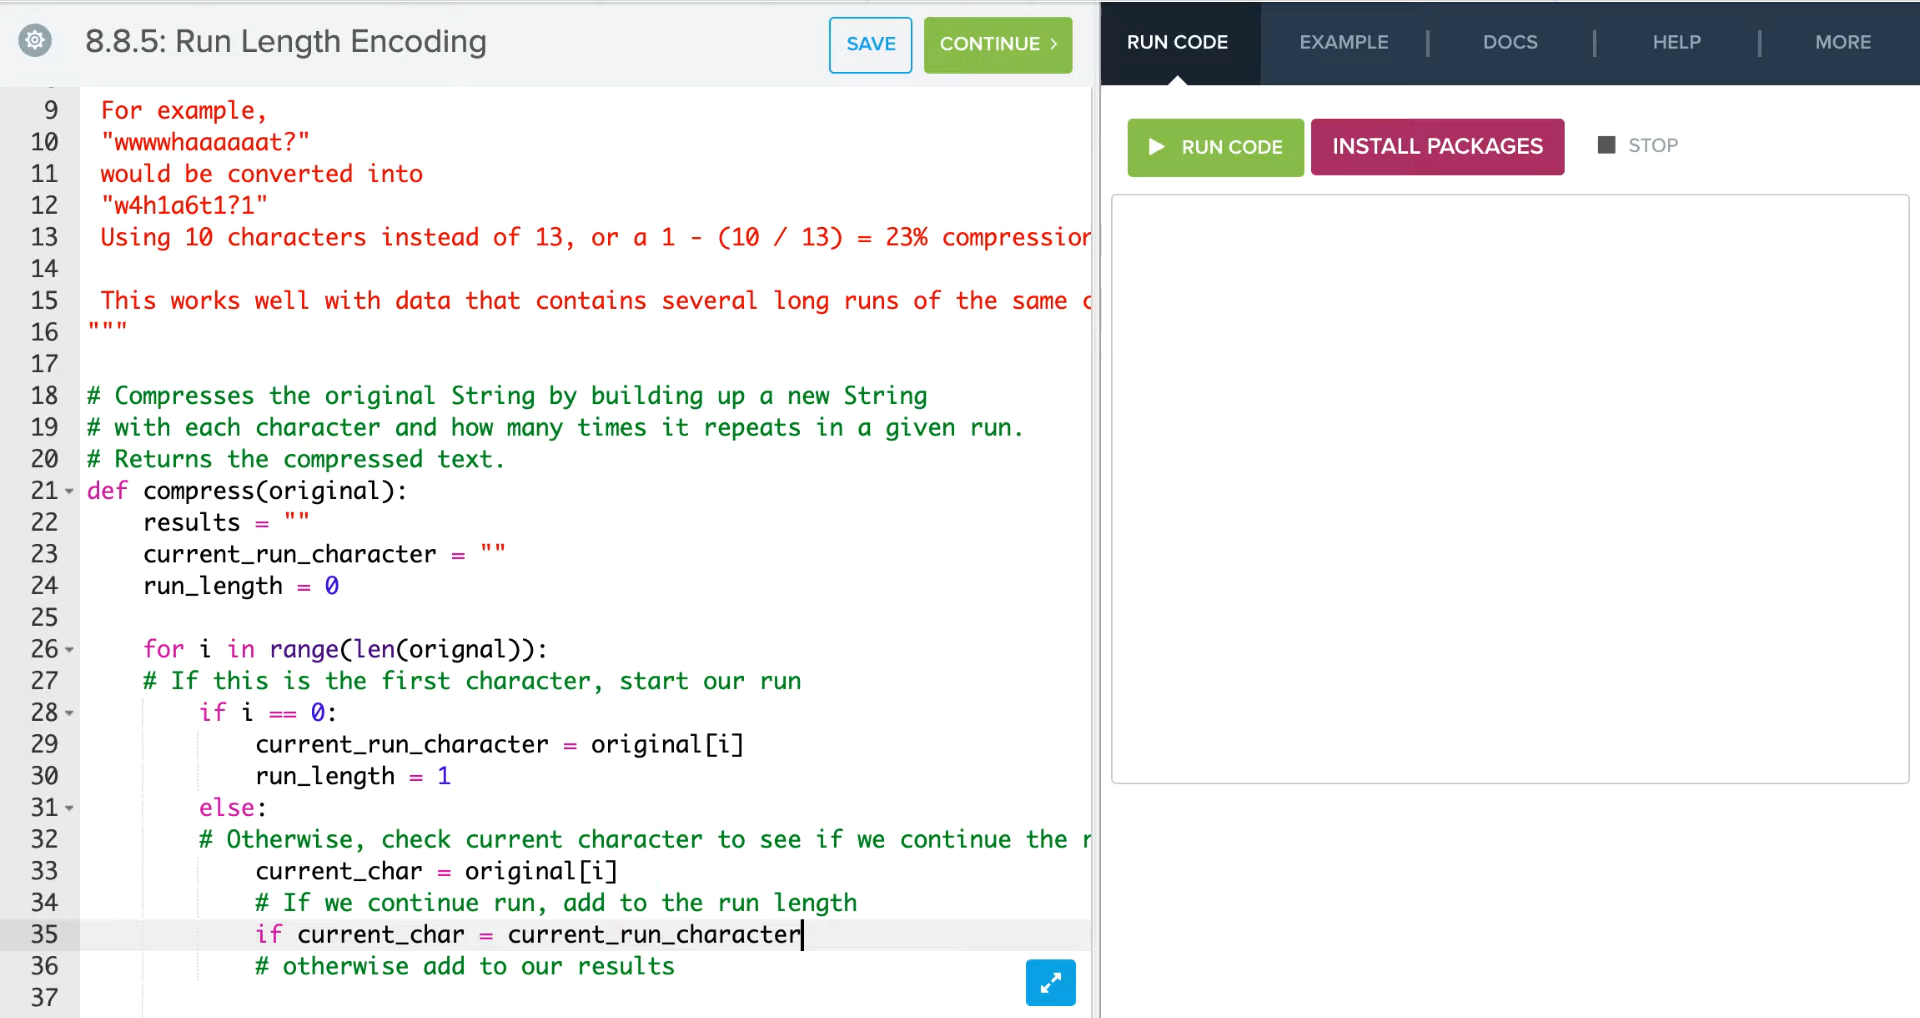 8.8.5: Run Length Encoding
SAVE
CONTINUE >
RUN CODE
EXAMPLE
|
DOCS
|
HELP
|
MORE
RUN CODE
INSTALL PACKAGES
STOP
9 For example,
10 "wwwwhaaaaaat?"
11 would be converted into
12 "w4h1a6t1?1"
13 Using 10 characters instead of 13, or a 1 - (10 / 13) = 23% compression
14
15 This works well with data that contains several long runs of the same
16 """
17
18 # Compresses the original String by building up a new String
19 # with each character and how many times it repeats in a given run.
20 # Returns the compressed text.
21 def compress(original):
22 results = ""
23 current_run_character = ""
24 run_length = 0
25
26 for i in range(len(orignal)):
27 # If this is the first character, start our run
28 if i == 0:
29 current_run_character = original[i]
30 run_length = 1
31 else:
32 # Otherwise, check current character to see if we continue the
33 current_char = original[i]
34 # If we continue run, add to the run length
35 if current_char = current_run_character
36 # otherwise add to our results
37